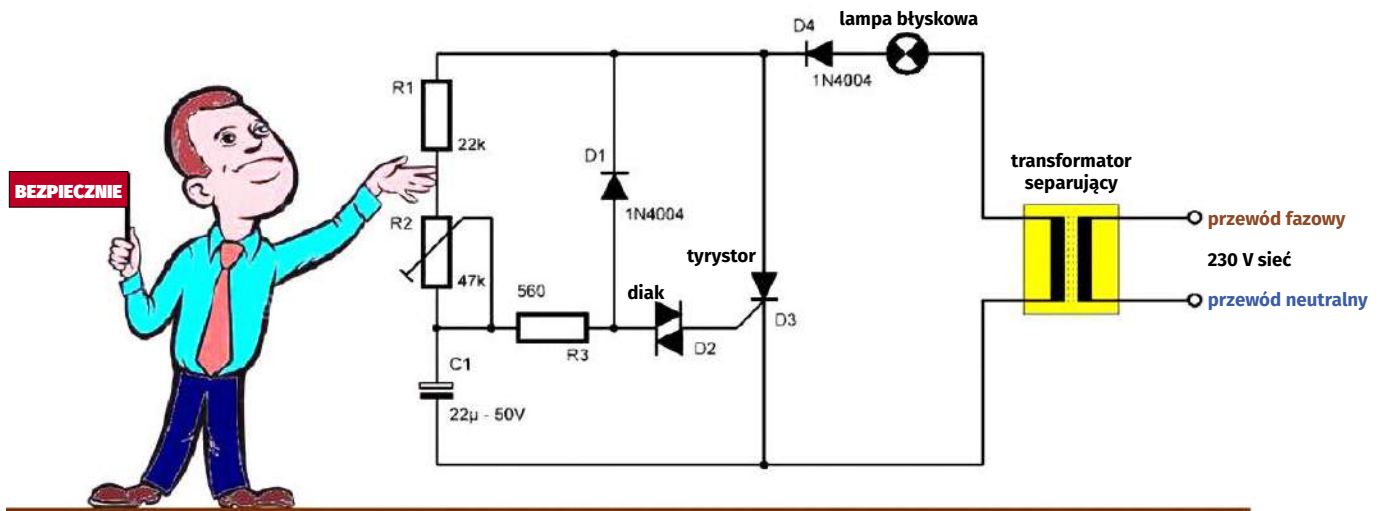 lampa błyskowa
D4
1N4004
R1
22k
D1
1N4004
transformator
separujący
BEZPIECZNIE
R2
47k
tyrystor
przewód fazowy
230 V sieć
przewód neutralny
560
diak
R3
D2
D3
C1
22µ - 50V